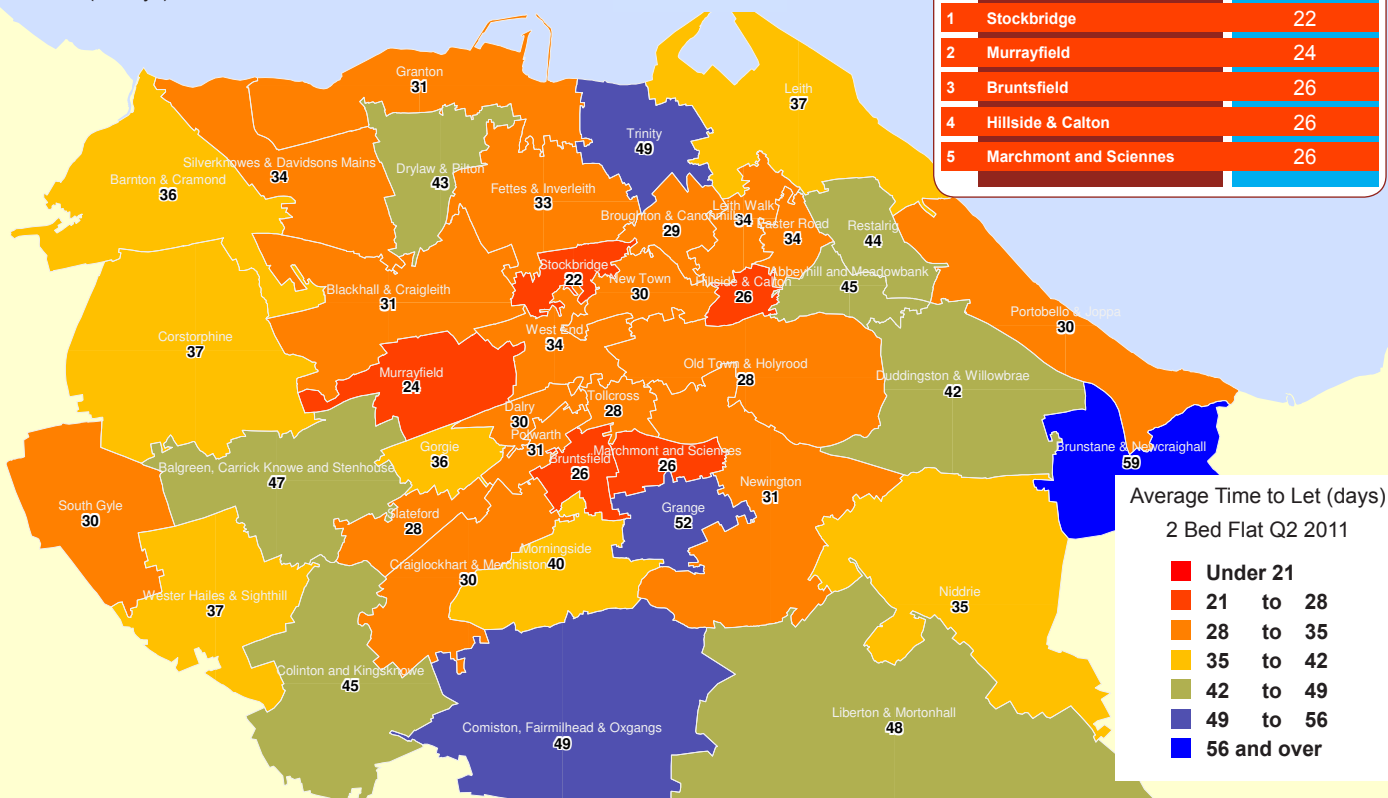 1 Stockbridge 22
2 Murrayfield 24
3 Bruntsfield 26
4 Hillside & Calton 26
5 Marchmont and Sciennes 26
Granton
31
Leith
37
Trinity
49
Silverknowes & Davidsons Mains
34
Barnton & Cramond
36
Drylaw & Pilton
43
Fettes & Inverleith
33
Broughton & Canonmills
29
Leith Walk
34
Easter Road
34
Restalrig
44
Abbeyhill and Meadowbank
45
Stockbridge
22
New Town
30
Hillside & Calton
26
Blackhall & Craigleith
31
Portobello & Joppa
30
Corstorphine
37
West End
34
Murrayfield
24
Old Town & Holyrood
28
Duddingston & Willowbrae
42
Tollcross
28
Dalry
30
Polwarth
31
Gorgie
36
Bruntsfield
26
Marchmont and Sciennes
26
Brunstane & Newcraighall
59
Balgreen, Carrick Knowe and Stenhouse
47
Newington
31
South Gyle
30
Slateford
28
Grange
52
Morningside
40
Craiglockhart & Merchiston
30
Wester Hailes & Sighthill
37
Niddrie
35
Colinton and Kingsknowe
45
Comiston, Fairmilhead & Oxgangs
49
Liberton & Mortonhall
48
Average Time to Let (days)
2 Bed Flat Q2 2011
Under 21
21 to 28
28 to 35
35 to 42
42 to 49
49 to 56
56 and over